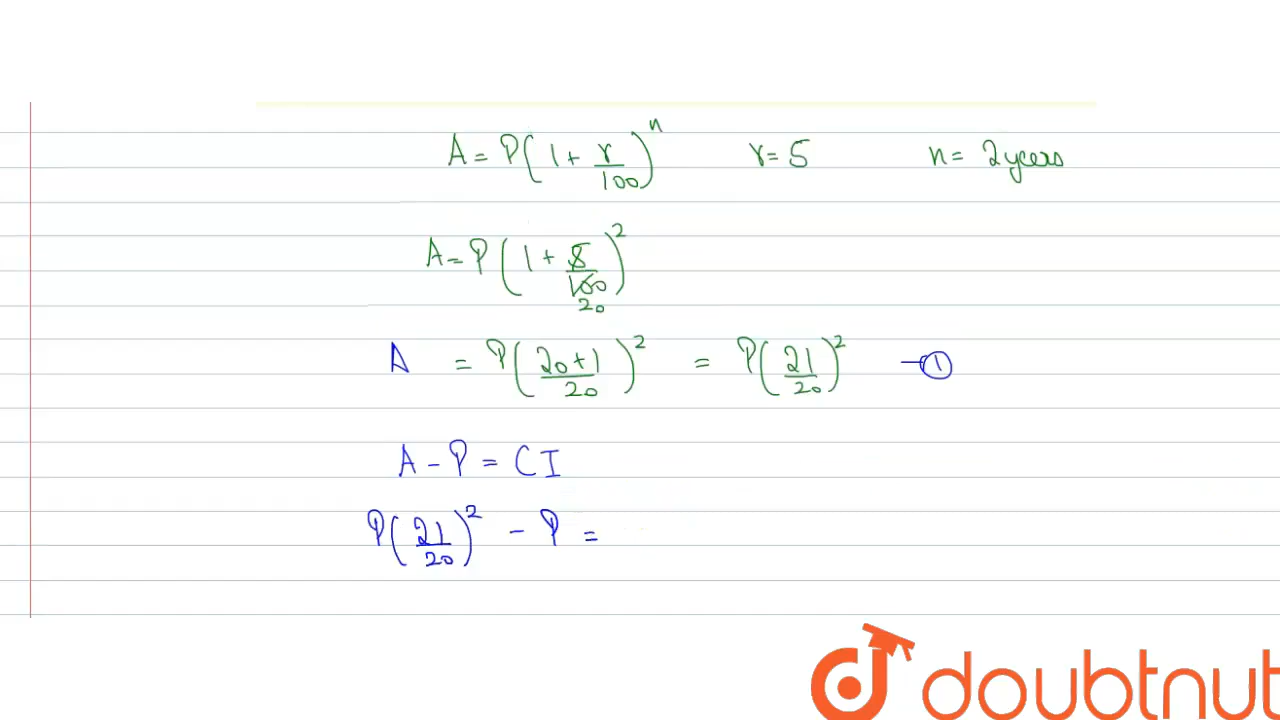 A = P(1 + r/100)^n r = 5 n = 2 years
A = P(1 + 5/100)^2
20
A = P(20+1/20)^2 = P(21/20)^2 —①
A - P = CI
P(21/20)^2 - P =
doubtnut